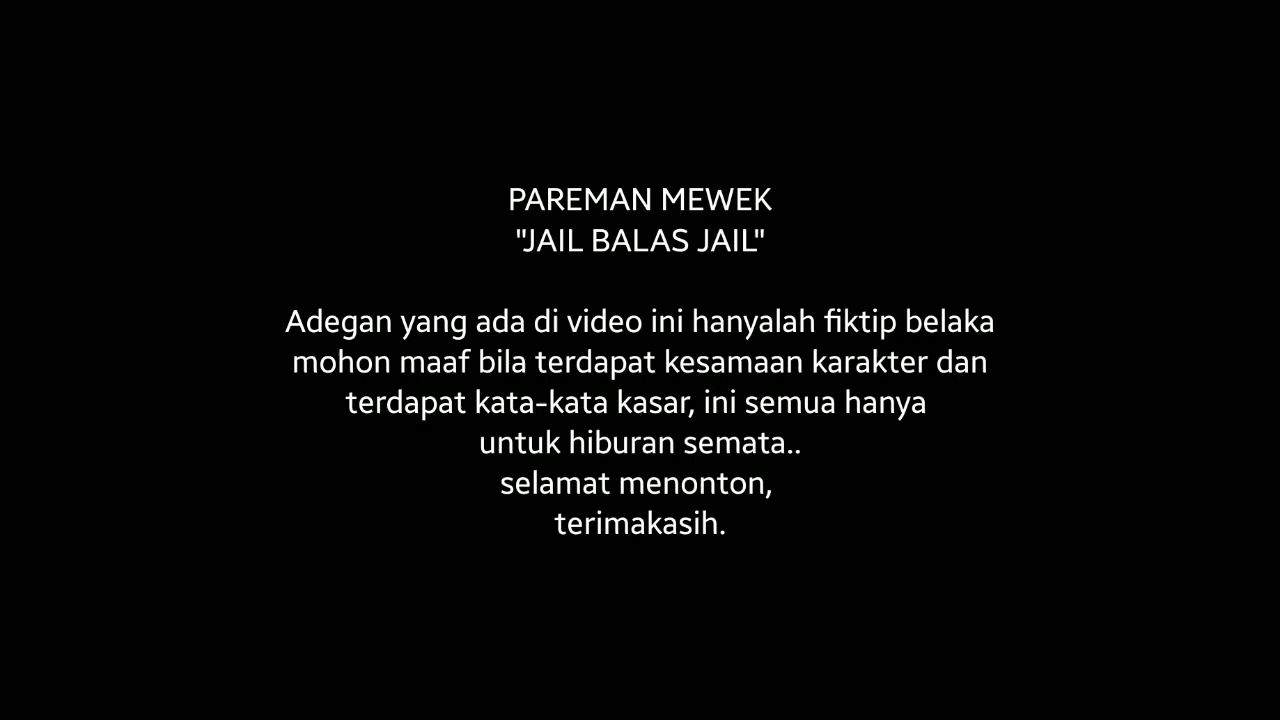 PAREMAN MEWEK
"JAIL BALAS JAIL"
Adegan yang ada di video ini hanyalah fiktip belaka
mohon maaf bila terdapat kesamaan karakter dan
terdapat kata-kata kasar, ini semua hanya
untuk hiburan semata..
selamat menonton,
terimakasih.